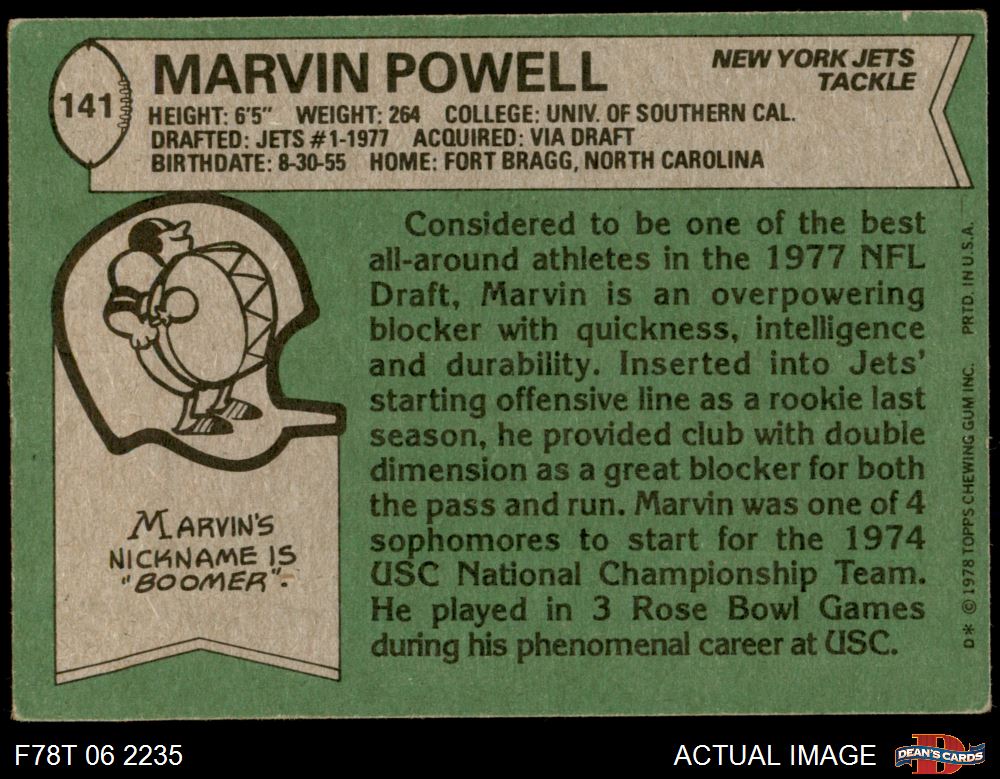 141
MARVIN POWELL
NEW YORK JETS
TACKLE
HEIGHT: 6'5" WEIGHT: 264 COLLEGE: UNIV. OF SOUTHERN CAL.
DRAFTED: JETS #1-1977 ACQUIRED: VIA DRAFT
BIRTHDATE: 8-30-55 HOME: FORT BRAGG, NORTH CAROLINA
MARVIN'S
NICKNAME IS
"BOOMER".
Considered to be one of the best
all-around athletes in the 1977 NFL
Draft, Marvin is an overpowering
blocker with quickness, intelligence
and durability. Inserted into Jets'
starting offensive line as a rookie last
season, he provided club with double
dimension as a great blocker for both
the pass and run. Marvin was one of 4
sophomores to start for the 1974
USC National Championship Team.
He played in 3 Rose Bowl Games
during his phenomenal career at USC.
D* © 1978 TOPPS CHEWING GUM INC. PRTD. IN U.S.A.
F78T 06 2235
ACTUAL IMAGE
D
DEAN'S CARDS